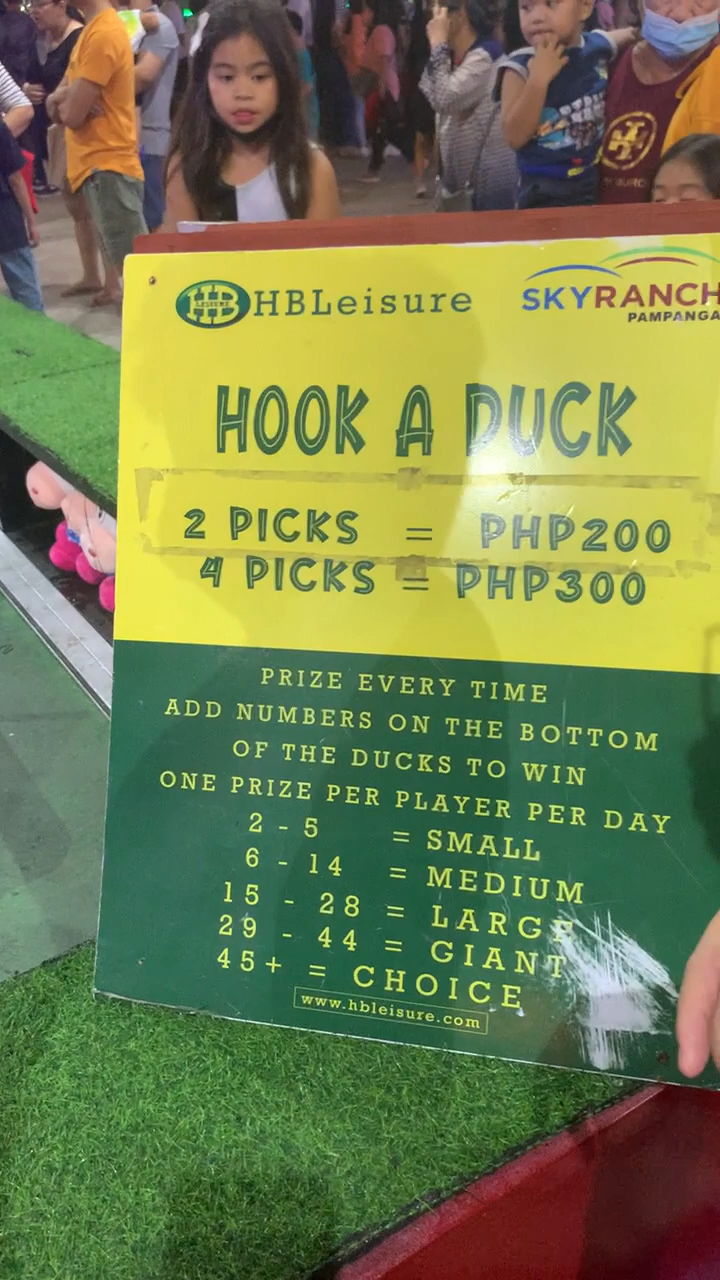 HB
LEISURE
HBLeisure
SKYRANCH
PAMPANGA
HOOK A DUCK
2 PICKS = PHP200
4 PICKS = PHP300
PRIZE EVERY TIME
ADD NUMBERS ON THE BOTTOM
OF THE DUCKS TO WIN
ONE PRIZE PER PLAYER PER DAY
2 - 5 = SMALL
6 - 14 = MEDIUM
15 - 28 = LARGE
29 - 44 = GIANT
45+ = CHOICE
www.hbleisure.com